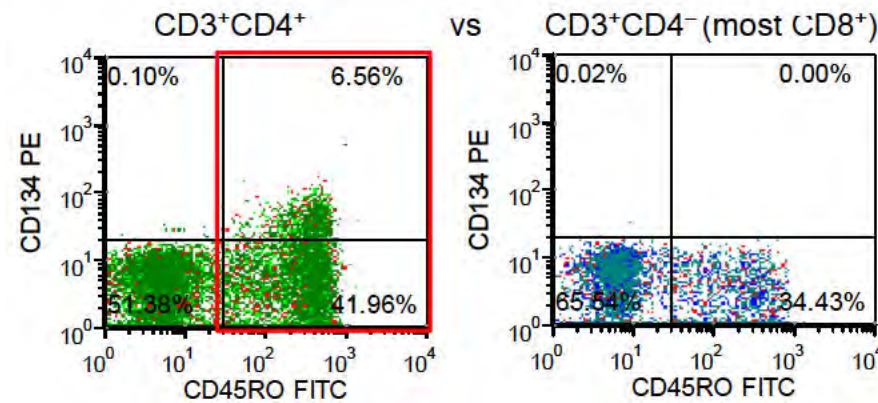 CD3⁺CD4⁺ vs CD3⁺CD4⁻ (most CD8⁺)
10⁴ 0.10% 6.56% 10⁴ 0.02% 0.00%
10³ 10³
CD134 PE CD134 PE
10² 10²
10¹ 10¹
51.38% 41.96% 65.54% 34.43%
10⁰ 10⁰
10⁰ 10¹ 10² 10³ 10⁴ 10⁰ 10¹ 10² 10³ 10⁴
CD45RO FITC CD45RO FITC